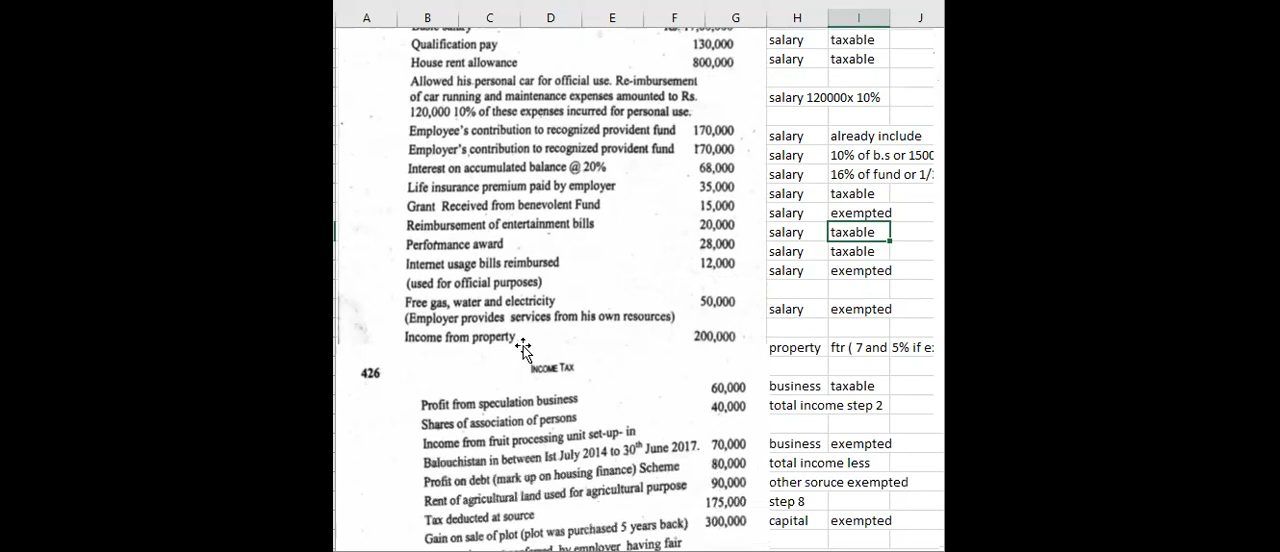 A B C D E F G H I J
Qualification pay 130,000 salary taxable
House rent allowance 800,000 salary taxable
Allowed his personal car for official use. Re-imbursement
of car running and maintenance expenses amounted to Rs. salary 120000x 10%
120,000 10% of these expenses incurred for personal use.
Employee's contribution to recognized provident fund 170,000 salary already include
Employer's contribution to recognized provident fund 170,000 salary 10% of b.s or 1500
Interest on accumulated balance @ 20% 68,000 salary 16% of fund or 1/
Life insurance premium paid by employer 35,000 salary taxable
Grant Received from benevolent Fund 15,000 salary exempted
Reimbursement of entertainment bills 20,000 salary taxable
Performance award 28,000 salary taxable
Internet usage bills reimbursed 12,000 salary exempted
(used for official purposes)
Free gas, water and electricity 50,000 salary exempted
(Employer provides services from his own resources)
Income from property 200,000 property ftr ( 7 and 5% if e
426 INCOME TAX
Profit from speculation business 60,000 business taxable
Shares of association of persons 40,000 total income step 2
Income from fruit processing unit set-up- in
Balouchistan in between 1st July 2014 to 30th June 2017. 70,000 business exempted
Profit on debt (mark up on housing finance) Scheme 80,000 total income less
Rent of agricultural land used for agricultural purpose 90,000 other soruce exempted
Tax deducted at source 175,000 step 8
Gain on sale of plot (plot was purchased 5 years back) 300,000 capital exempted
by employer having fair